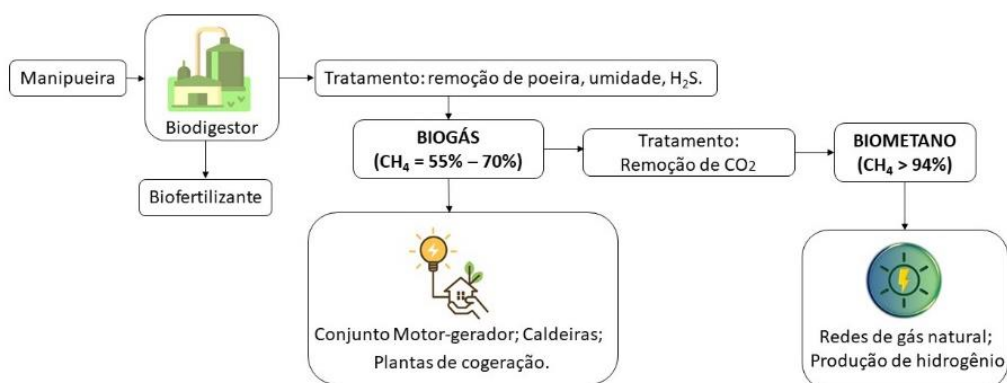 Manipueira
Biodigestor
Biofertilizante
Tratamento: remoção de poeira, umidade, H₂S.
BIOGÁS
(CH₄ = 55% – 70%)
Tratamento:
Remoção de CO2
BIOMETANO
(CH₄ > 94%)
Conjunto Motor-gerador; Caldeiras;
Plantas de cogeração.
Redes de gás natural;
Produção de hidrogênio